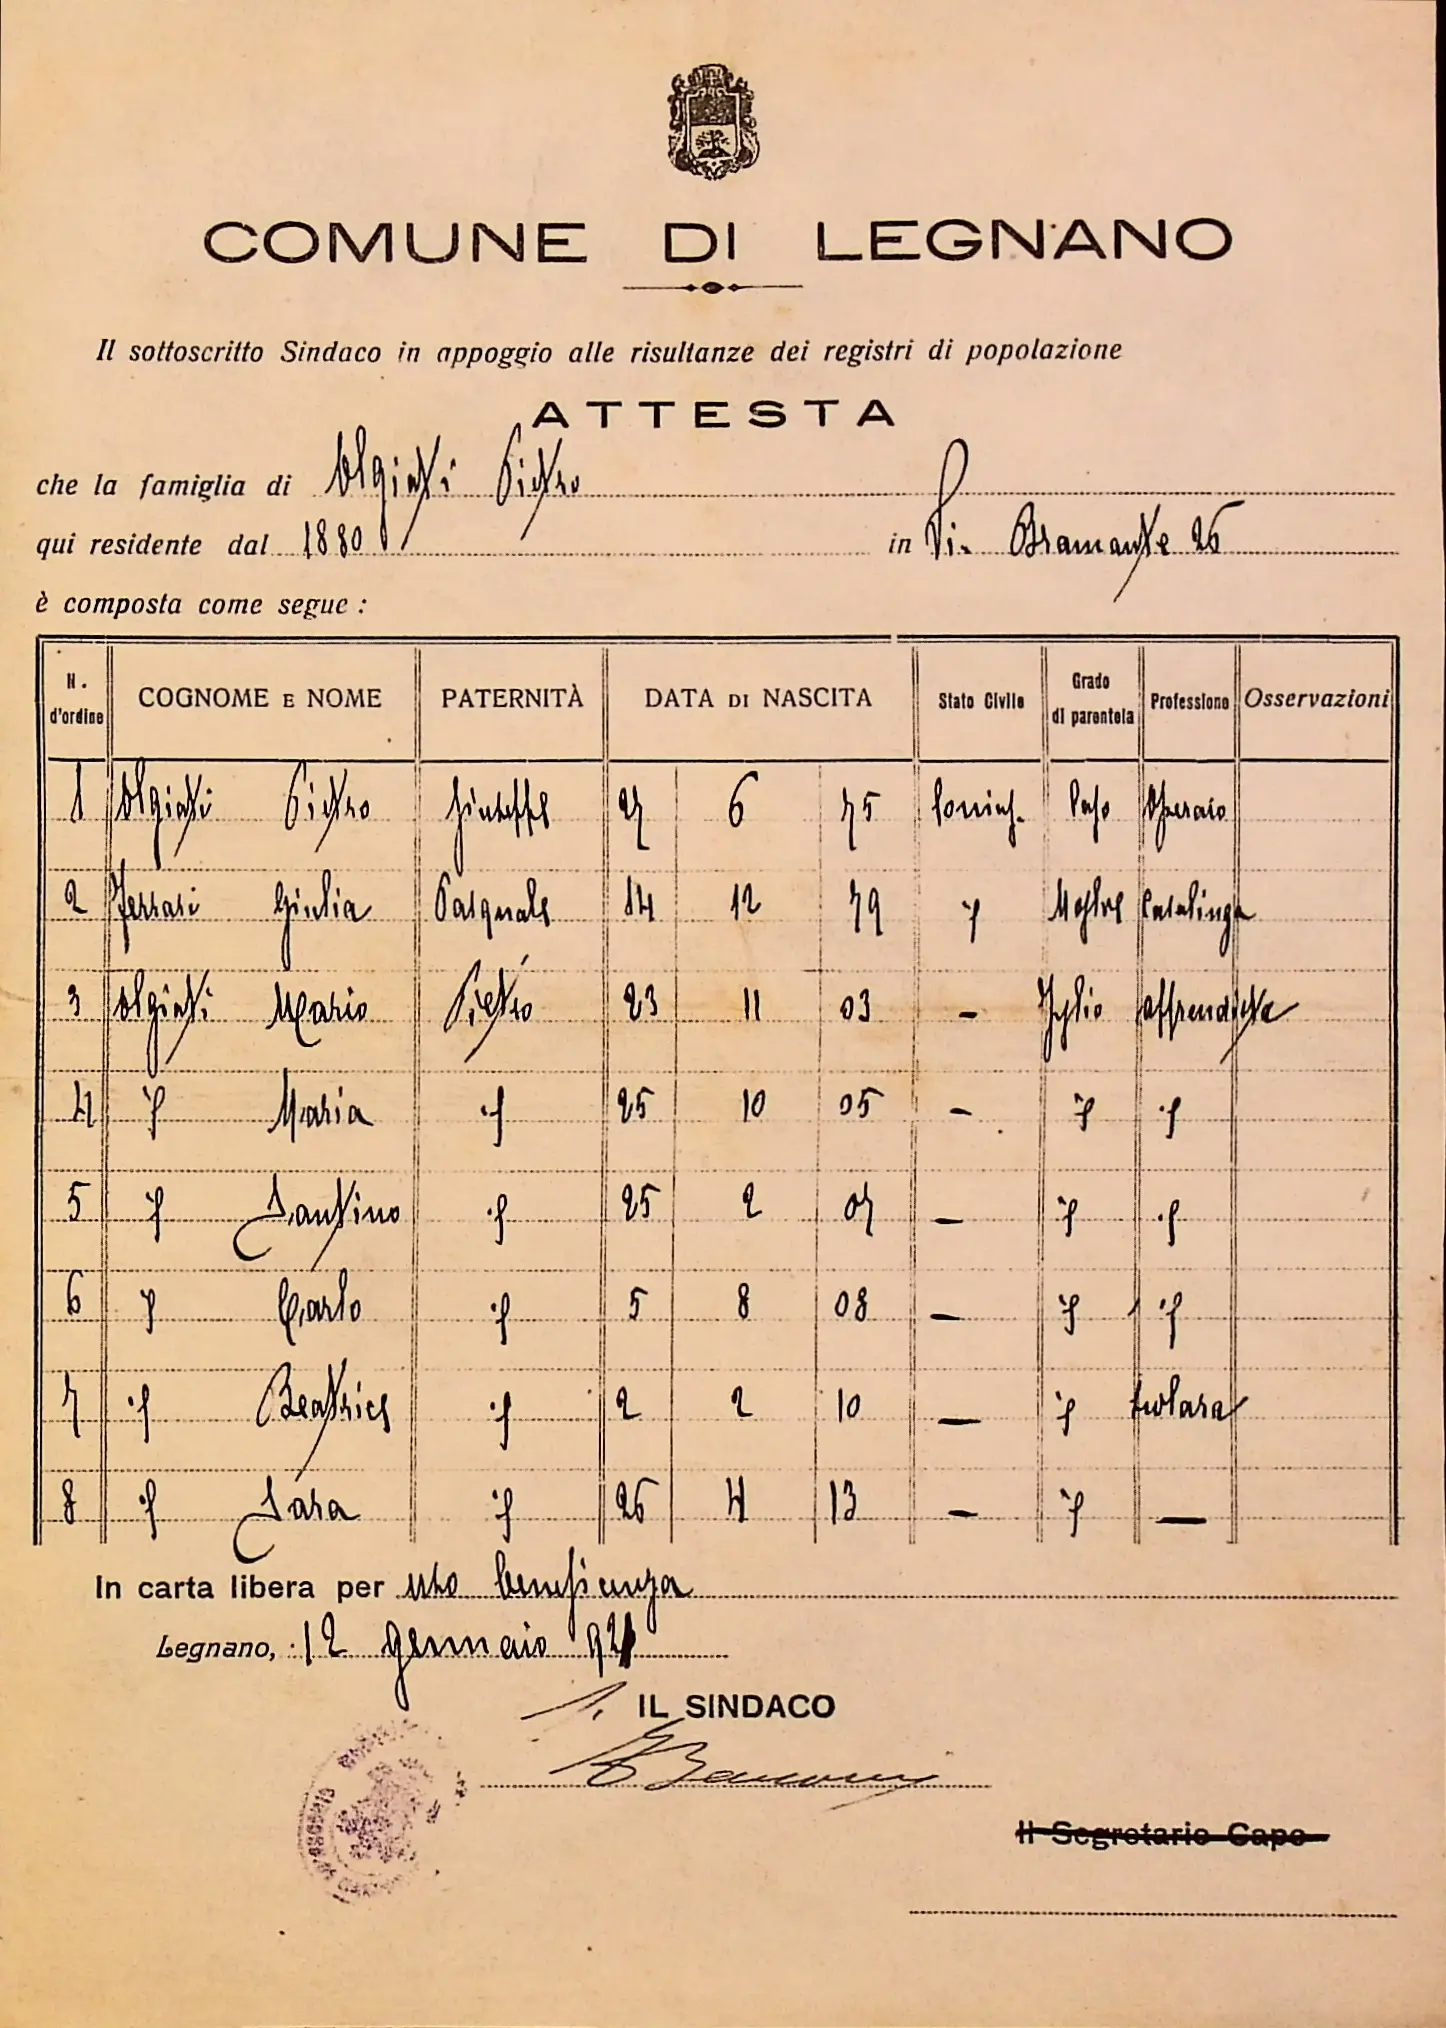 COMUNE DI LEGNANO
Il sottoscritto Sindaco in appoggio alle risultanze dei registri di popolazione
ATTESTA
che la famiglia di Olgiati Pietro
qui residente dal 1880 in Via Bramante 26
è composta come segue :
N. d'ordine COGNOME E NOME PATERNITÀ DATA DI NASCITA Stato Civile Grado di parentela Professione Osservazioni
1 Olgiati Pietro Giuseppe 27 6 75 Coniug. Capo Operaio
2 Ferrari Giulia Pasquale 14 12 79 " Moglie Casalinga
3 Olgiati Mario Pietro 23 11 03 – Figlio apprendista
4 " Maria " 25 10 05 – " "
5 " Santino " 25 2 07 – " "
6 " Carlo " 5 8 08 – " "
7 " Beatrice " 2 2 10 – " scolara
8 " Sara " 26 4 13 – " –
In carta libera per uso beneficenza
Legnano, 12 gennaio 921
IL SINDACO
Il Segretario Capo